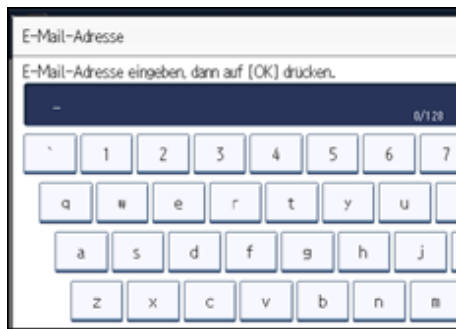 E-Mail-Adresse
E-Mail-Adresse eingeben, dann auf [OK] drücken.
_
0/128
` 1 2 3 4 5 6 7
q w e r t y u
a s d f g h j
z x c v b n m